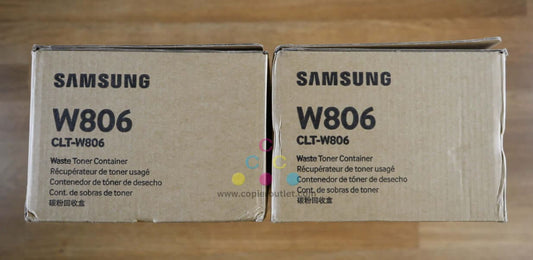 SAMSUNG
W806
CLT-W806
Waste Toner Container
Récupérateur de toner usagé
Contenedor de tóner de desecho
Cont. de sobras de toner
碳粉回收盒
SAMSUNG
W806
CLT-W806
Waste Toner Container
Récupérateur de toner usagé
Contenedor de tóner de desecho
Cont. de sobras de toner
碳粉回收盒
C C C
www.copieroutlet.com